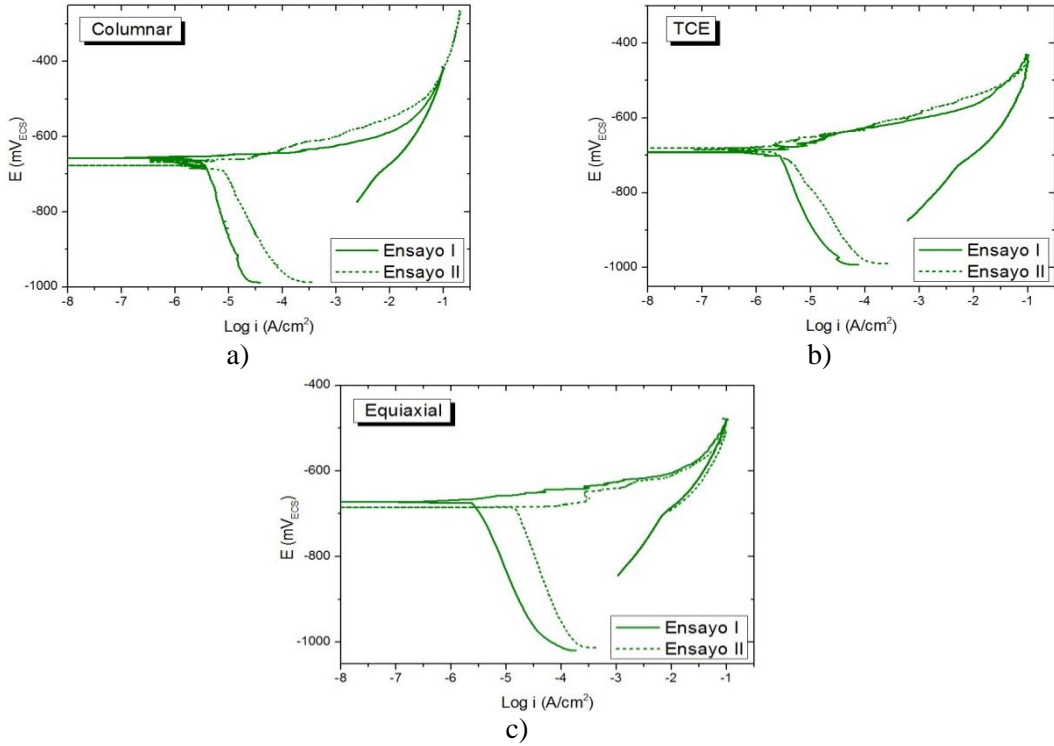 Columnar
E (mV_ECS)
-400
-600
-800
-1000
Ensayo I
Ensayo II
-8 -7 -6 -5 -4 -3 -2 -1
Log i (A/cm²)
a)
TCE
E (mV_ECS)
-400
-600
-800
-1000
Ensayo I
Ensayo II
-8 -7 -6 -5 -4 -3 -2 -1
Log i (A/cm²)
b)
Equiaxial
E (mV_ECS)
-400
-600
-800
-1000
Ensayo I
Ensayo II
-8 -7 -6 -5 -4 -3 -2 -1
Log i (A/cm²)
c)